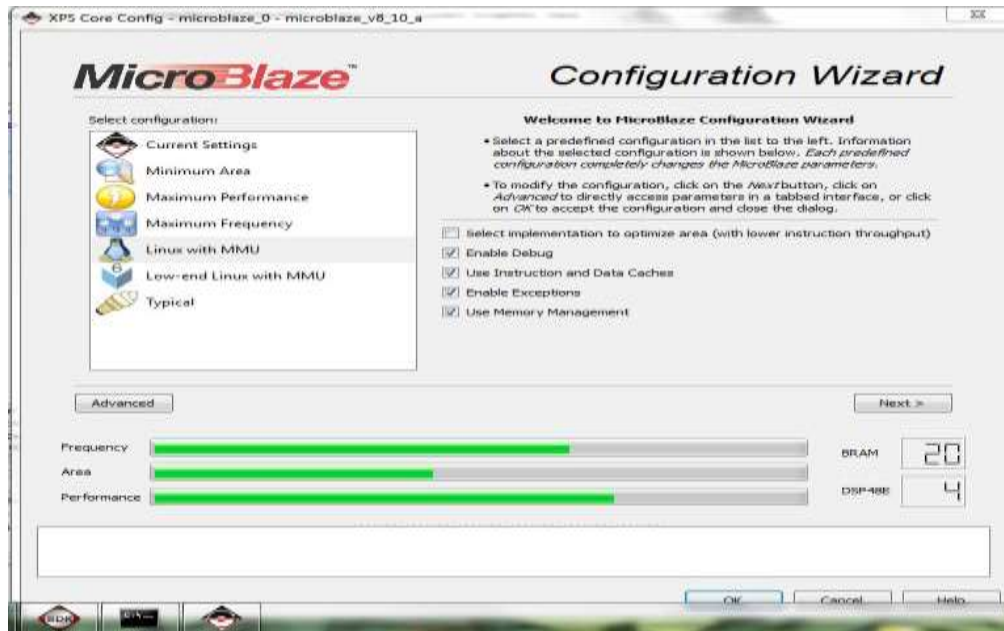 XPS Core Config - microblaze_0 - microblaze_v8_10_a
MicroBlaze™
Configuration Wizard
Select configuration:
Current Settings
Minimum Area
Maximum Performance
Maximum Frequency
Linux with MMU
6
Low-end Linux with MMU
Typical
Welcome to MicroBlaze Configuration Wizard
• Select a predefined configuration in the list to the left. Information
about the selected configuration is shown below. Each predefined
configuration completely changes the MicroBlaze parameters.
• To modify the configuration, click on the Next button, click on
Advanced to directly access parameters in a tabbed interface, or click
on OK to accept the configuration and close the dialog.
Select implementation to optimize area (with lower instruction throughput)
Enable Debug
Use Instruction and Data Caches
Enable Exceptions
Use Memory Management
Advanced
Next >
Frequency
Area
Performance
BRAM
20
DSP48E
4
OK
Cancel
Help
SDK